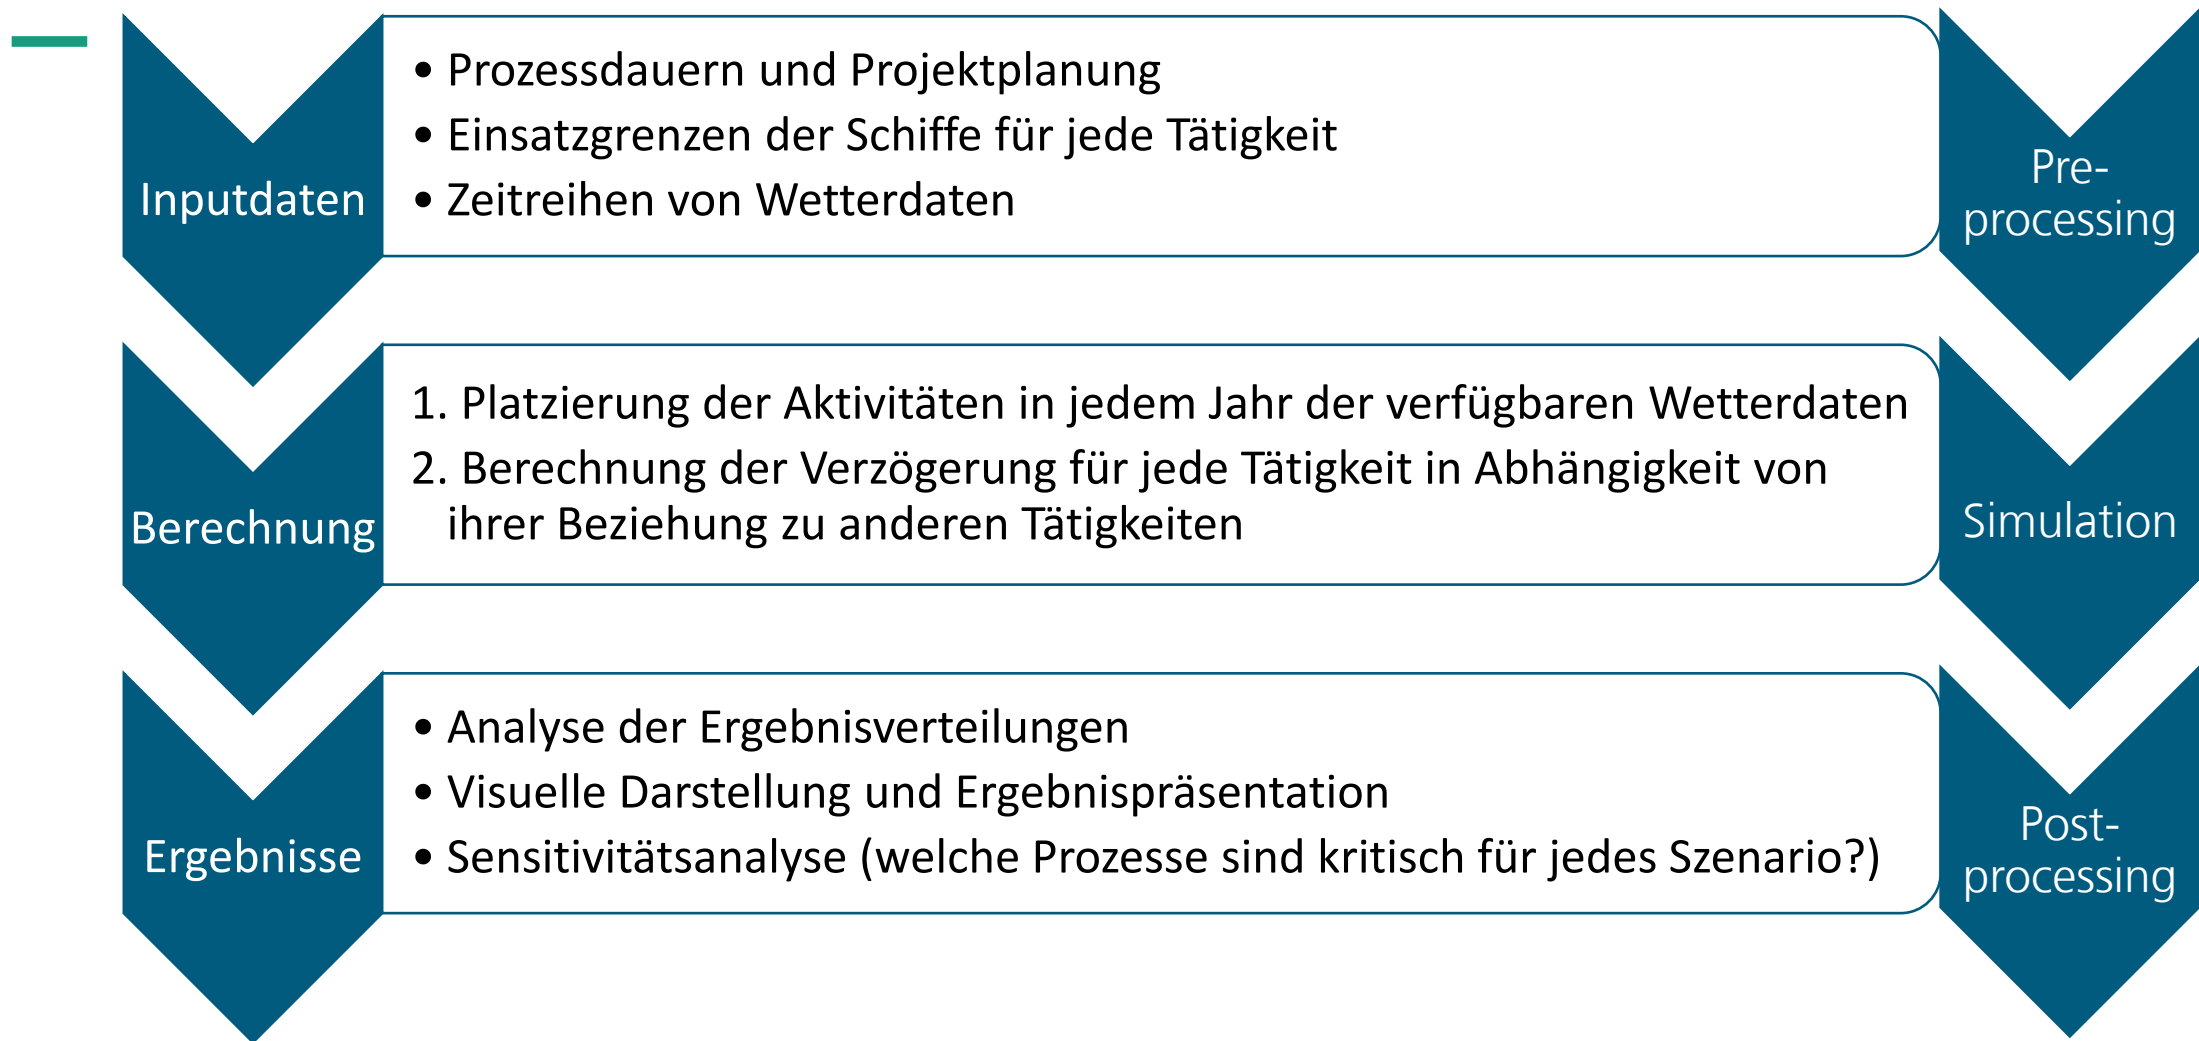 Inputdaten
• Prozessdauern und Projektplanung
• Einsatzgrenzen der Schiffe für jede Tätigkeit
• Zeitreihen von Wetterdaten
Pre-
processing
Berechnung
1. Platzierung der Aktivitäten in jedem Jahr der verfügbaren Wetterdaten
2. Berechnung der Verzögerung für jede Tätigkeit in Abhängigkeit von
ihrer Beziehung zu anderen Tätigkeiten
Simulation
Ergebnisse
• Analyse der Ergebnisverteilungen
• Visuelle Darstellung und Ergebnispräsentation
• Sensitivitätsanalyse (welche Prozesse sind kritisch für jedes Szenario?)
Post-
processing